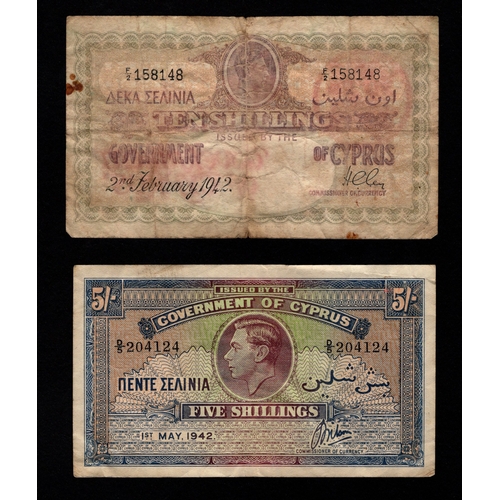 F/2 158148 F/2 158148
ΔΕΚΑ ΣΕΛΙΝΙΑ اون شلين
TEN SHILLINGS
ISSUED BY THE
GOVERNMENT OF CYPRUS
2nd February 1942.
COMMISSIONER OF CURRENCY
5/- ISSUED BY THE 5/-
GOVERNMENT OF CYPRUS
D/5 204124 D/5 204124
ΠΕΝΤΕ ΣΕΛΙΝΙΑ بش شلين
FIVE SHILLINGS
1ST MAY, 1942.
COMMISSIONER OF CURRENCY